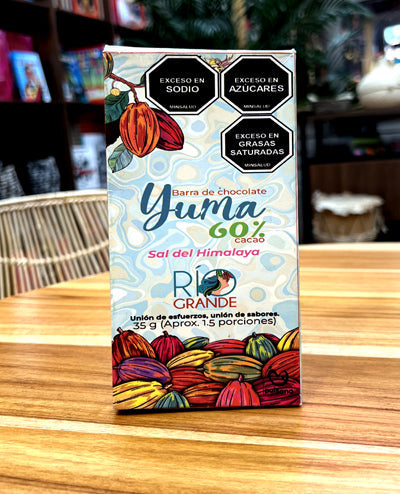 EXCESO EN
SODIO
MINSALUD
EXCESO EN
AZÚCARES
MINSALUD
EXCESO EN
GRASAS
SATURADAS
MINSALUD
Barra de chocolate
Yuma
60%
cacao
Sal del Himalaya
RÍO
GRANDE
Unión de esfuerzos, unión de sabores.
35 g (Aprox. 1.5 porciones)